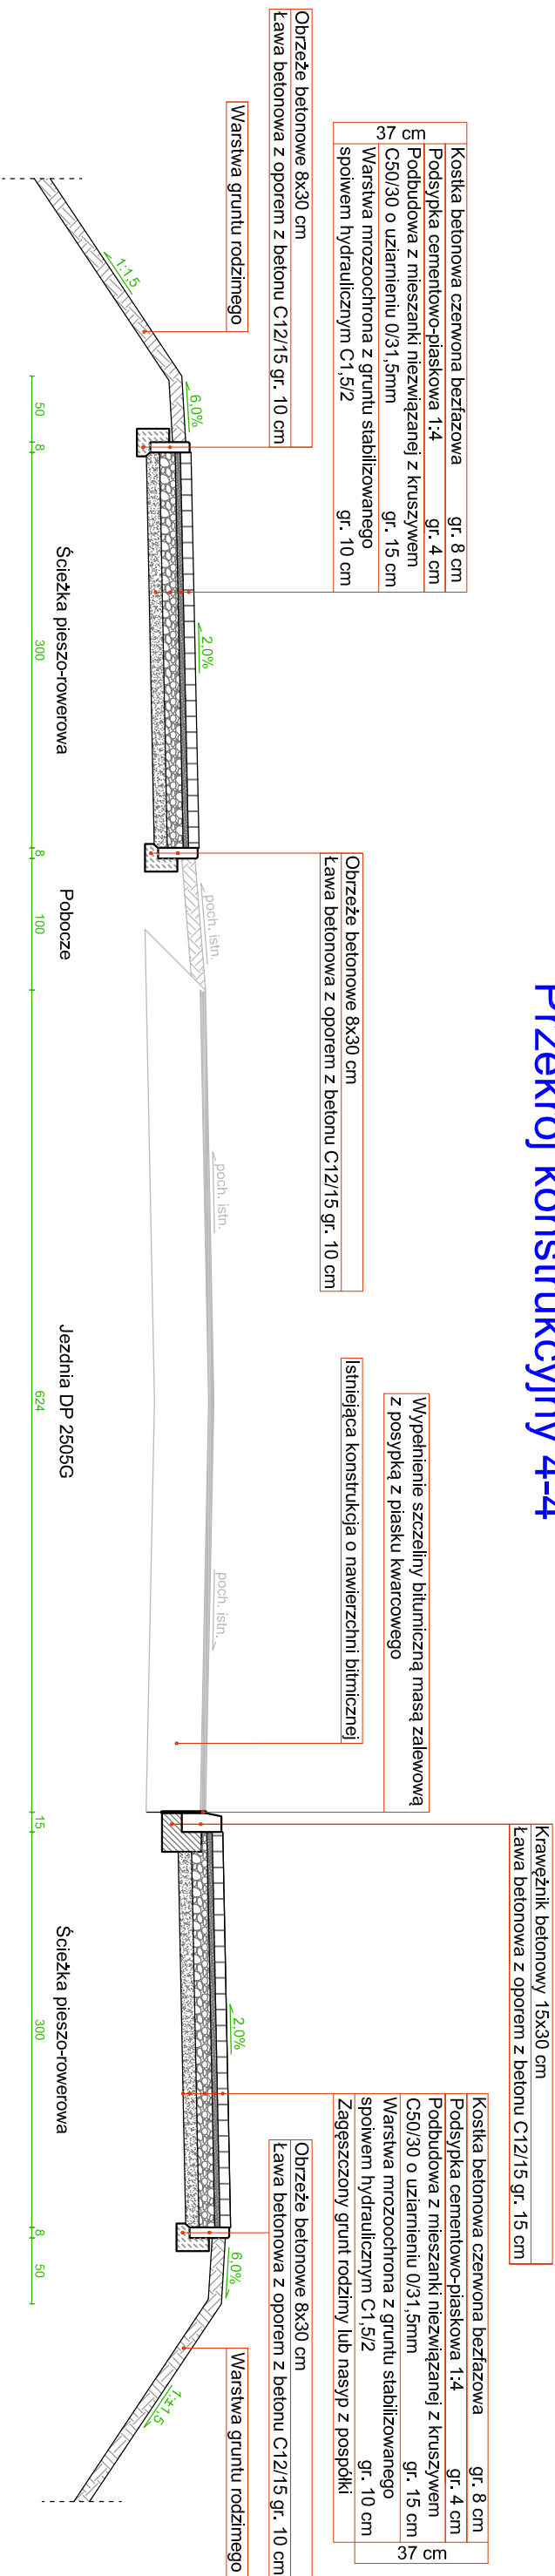 Przekrój konstrukcyjny 4-4
Kostka betonowa czerwona bezfazowa gr. 8 cm
Podsypka cementowo-piaskowa 1:4 gr. 4 cm
Podbudowa z mieszanki niezwiązanej z kruszywem
C50/30 o uziarnieniu 0/31,5mm gr. 15 cm
Warstwa mrozoochrona z gruntu stabilizowanego
spoiwem hydraulicznym C1,5/2 gr. 10 cm
37 cm
Obrzeże betonowe 8x30 cm
Ława betonowa z oporem z betonu C12/15 gr. 10 cm
Warstwa gruntu rodzimego
Obrzeże betonowe 8x30 cm
Ława betonowa z oporem z betonu C12/15 gr. 10 cm
Wypełnienie szczeliny bitumiczną masą zalewową
z posypką z piasku kwarcowego
Istniejąca konstrukcja o nawierzchni bitmicznej
Krawężnik betonowy 15x30 cm
Ława betonowa z oporem z betonu C12/15 gr. 15 cm
Kostka betonowa czerwona bezfazowa gr. 8 cm
Podsypka cementowo-piaskowa 1:4 gr. 4 cm
Podbudowa z mieszanki niezwiązanej z kruszywem
C50/30 o uziarnieniu 0/31,5mm gr. 15 cm
Warstwa mrozoochrona z gruntu stabilizowanego
spoiwem hydraulicznym C1,5/2 gr. 10 cm
Zagęszczony grunt rodzimy lub nasyp z pospółki
37 cm
Obrzeże betonowe 8x30 cm
Ława betonowa z oporem z betonu C12/15 gr. 10 cm
Warstwa gruntu rodzimego
1:1,5
6,0%
2,0%
poch. istn.
poch. istn.
poch. istn.
2,0%
6,0%
1:±1,5
50
8
300
8
100
624
15
300
8
50
Ścieżka pieszo-rowerowa
Pobocze
Jezdnia DP 2505G
Ścieżka pieszo-rowerowa